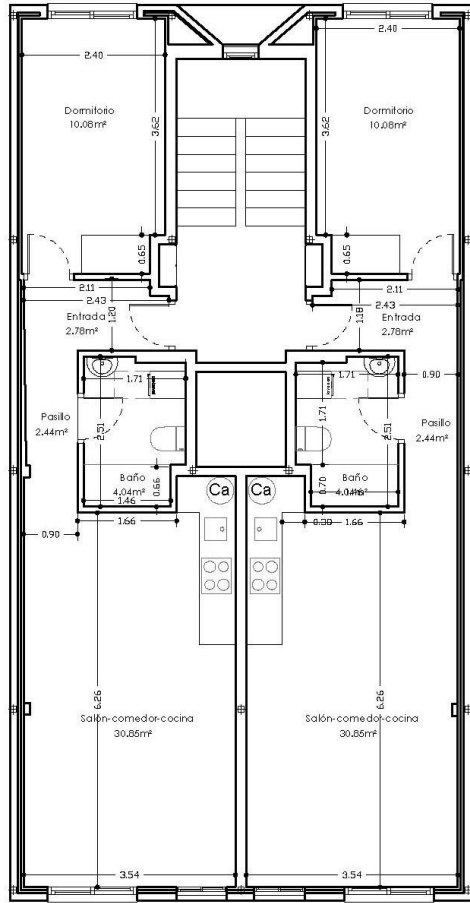 2.40
2.40
Dormitorio
10.08m²
3.62
Dormitorio
10.08m²
3.62
0.65
0.65
2.11
2.43
2.11
2.43
Entrada
2.78m²
1.20
1.18
Entrada
2.78m²
1.71
1.71
0.90
Pasillo
2.44m²
2.51
1.71
2.51
Pasillo
2.44m²
Baño
4.04m²
0.66
1.46
0.70
Baño
1.66
0.90
Ca
Ca
0.30
1.66
6.26
Salón-comedor-cocina
30.85m²
6.26
Salón-comedor-cocina
30.85m²
3.54
3.54